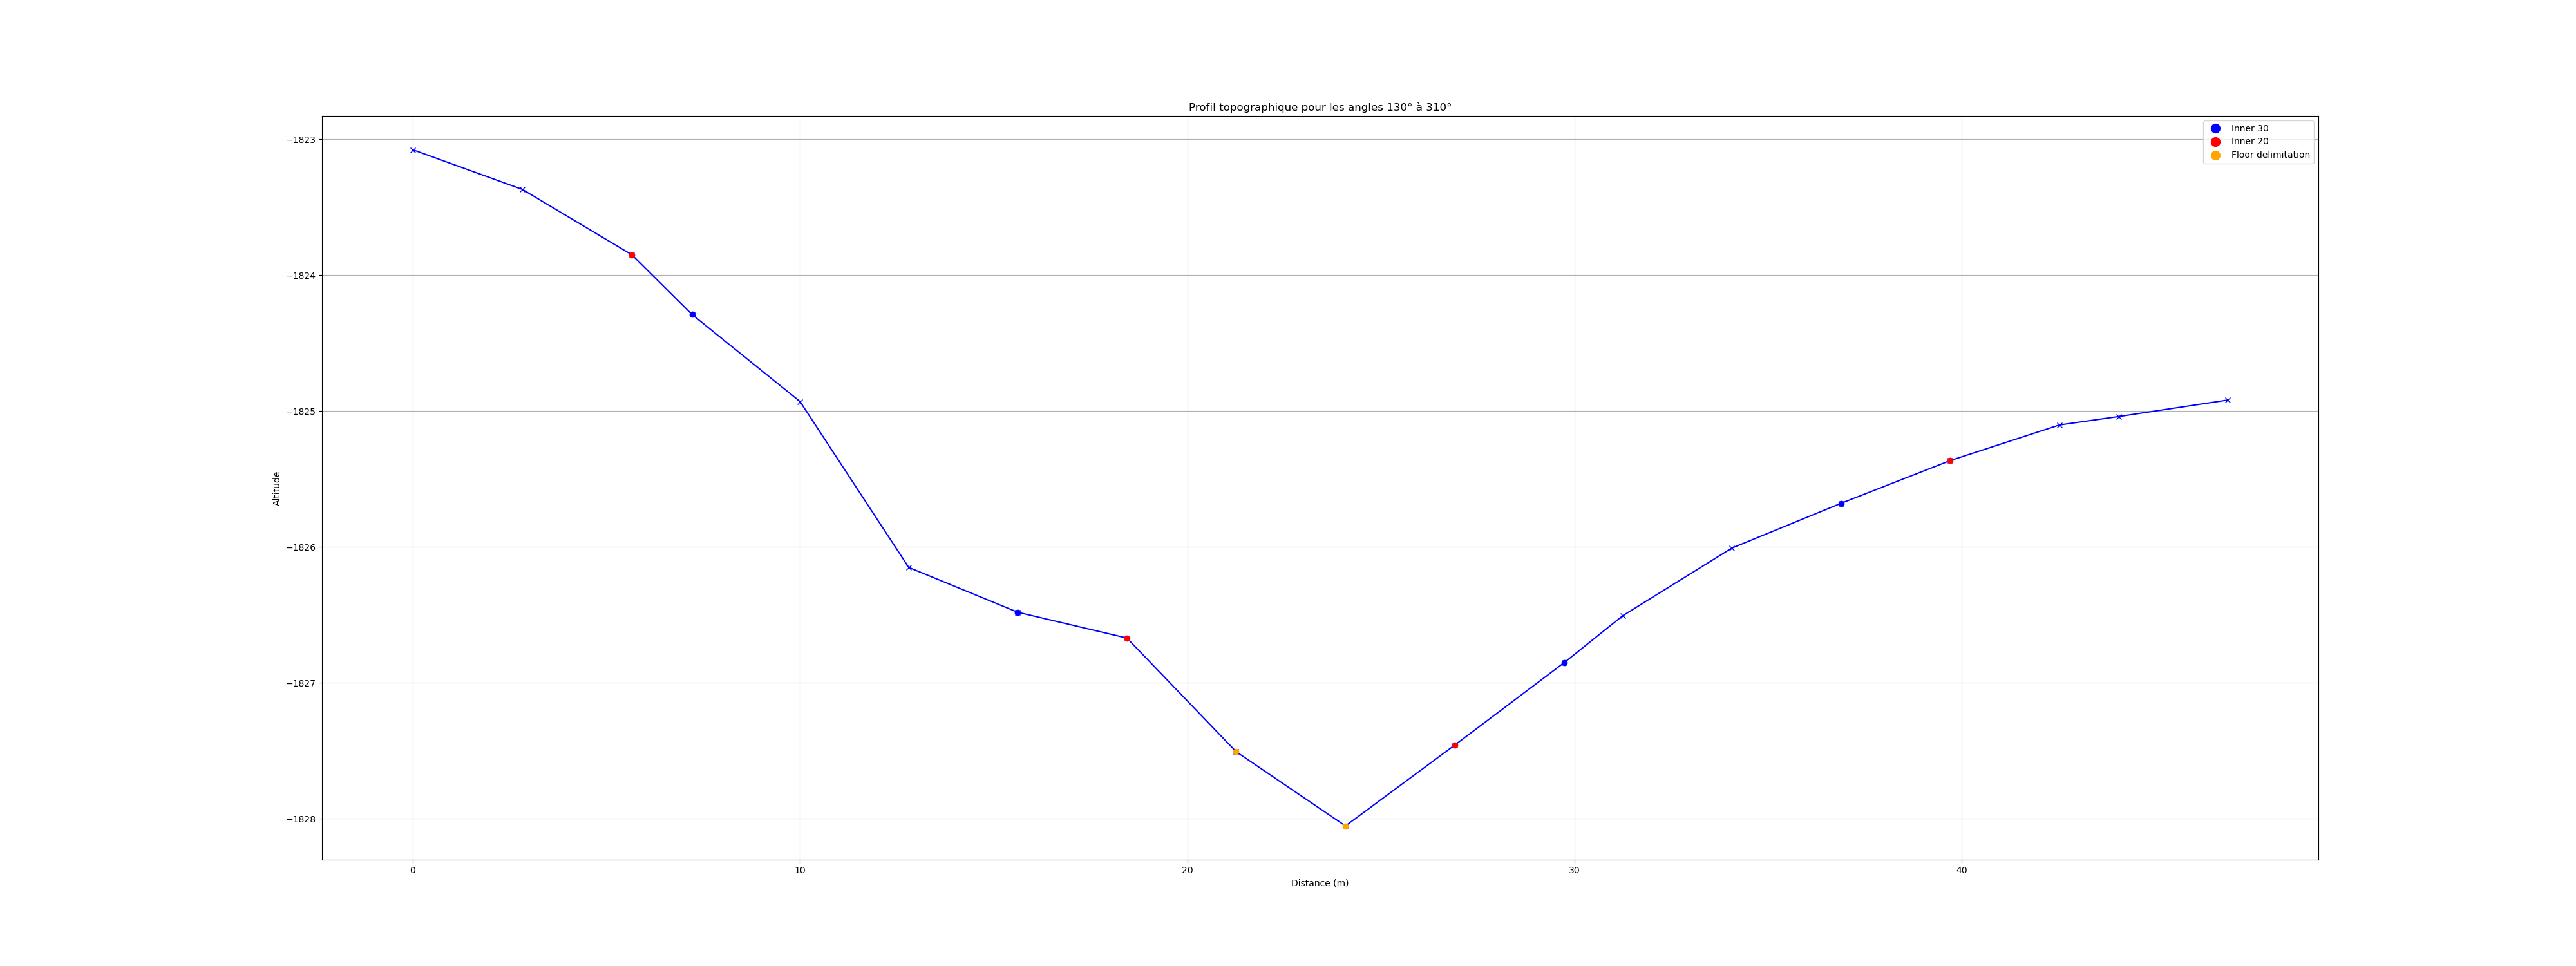 Profil topographique pour les angles 130° à 310°
Inner 30
Inner 20
Floor delimitation
Altitude
−1823
−1824
−1825
−1826
−1827
−1828
0 10 20 30 40
Distance (m)